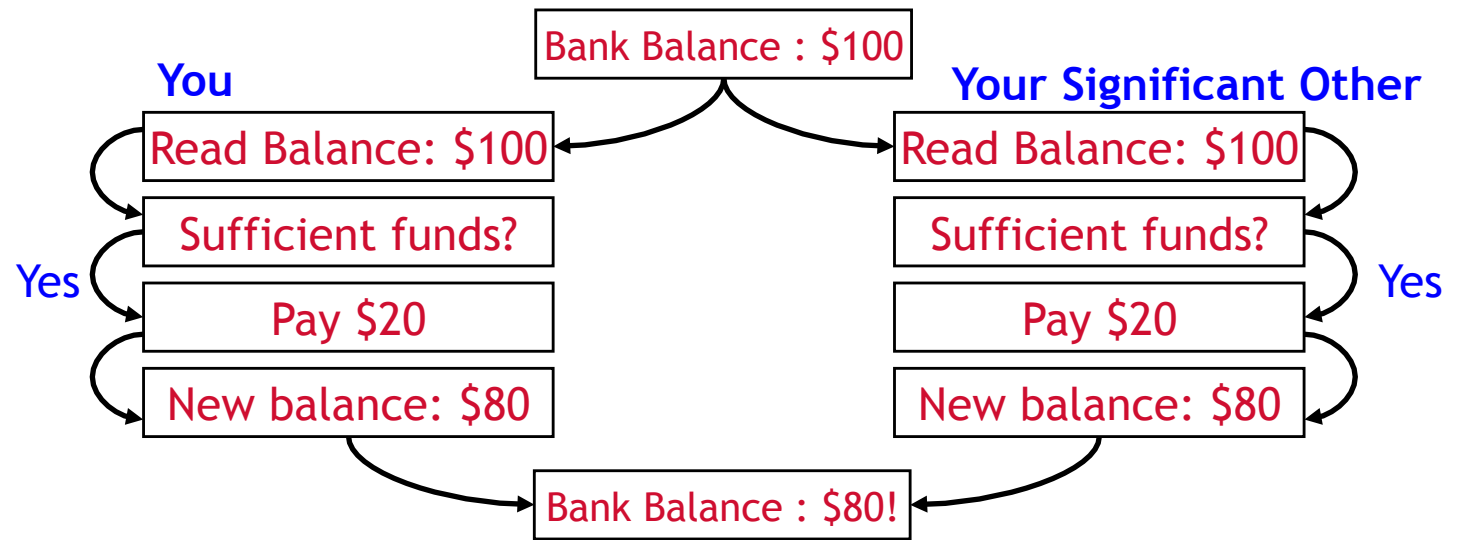 Bank Balance : $100
You
Read Balance: $100
Sufficient funds?
Yes
Pay $20
New balance: $80
Your Significant Other
Read Balance: $100
Sufficient funds?
Yes
Pay $20
New balance: $80
Bank Balance : $80!